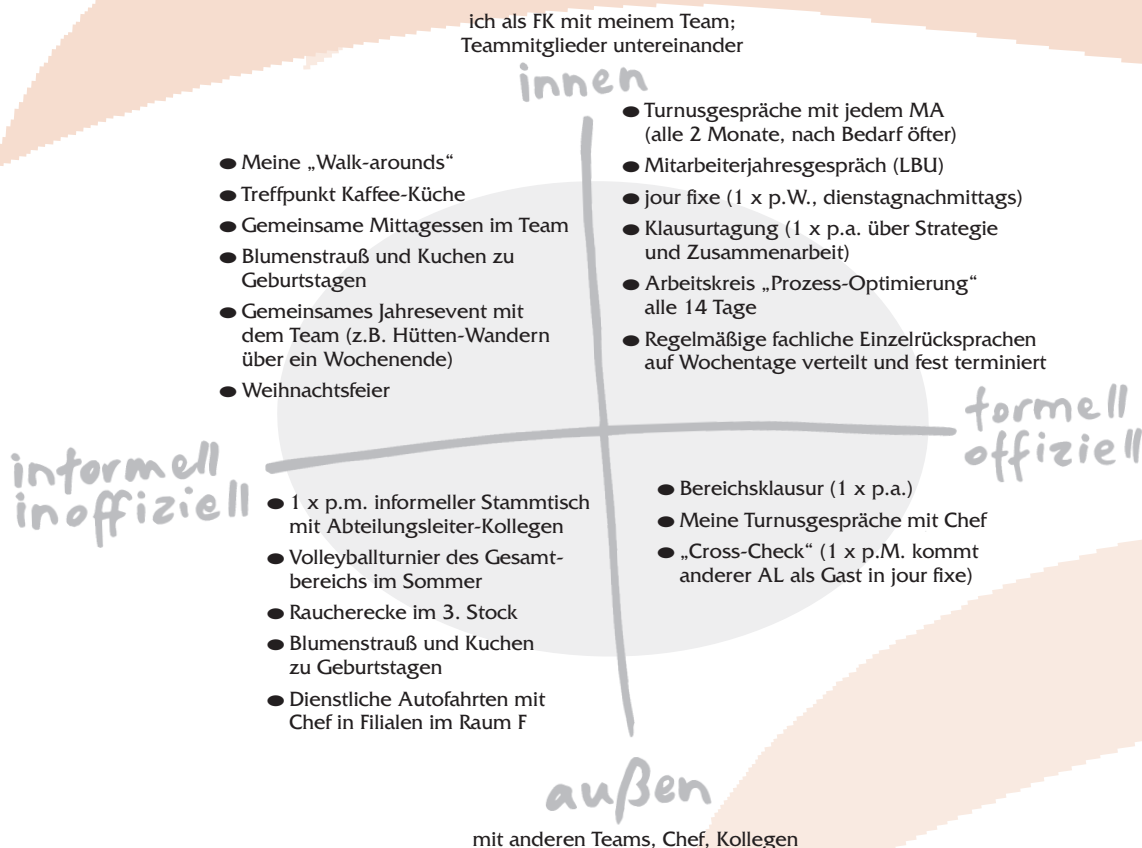 ich als FK mit meinem Team;
Teammitglieder untereinander
innen
● Meine „Walk-arounds“
● Treffpunkt Kaffee-Küche
● Gemeinsame Mittagessen im Team
● Blumenstrauß und Kuchen zu
Geburtstagen
● Gemeinsames Jahresevent mit
dem Team (z.B. Hütten-Wandern
über ein Wochenende)
● Weihnachtsfeier
● Turnusgespräche mit jedem MA
(alle 2 Monate, nach Bedarf öfter)
● Mitarbeiterjahresgespräch (LBU)
● jour fixe (1 x p.W., dienstagnachmittags)
● Klausurtagung (1 x p.a. über Strategie
und Zusammenarbeit)
● Arbeitskreis „Prozess-Optimierung“
alle 14 Tage
● Regelmäßige fachliche Einzelrücksprachen
auf Wochentage verteilt und fest terminiert
informell
inoffiziell
formell
offiziell
● 1 x p.m. informeller Stammtisch
mit Abteilungsleiter-Kollegen
● Volleyballturnier des Gesamt-
bereichs im Sommer
● Raucherecke im 3. Stock
● Blumenstrauß und Kuchen
zu Geburtstagen
● Dienstliche Autofahrten mit
Chef in Filialen im Raum F
● Bereichsklausur (1 x p.a.)
● Meine Turnusgespräche mit Chef
● „Cross-Check“ (1 x p.M. kommt
anderer AL als Gast in jour fixe)
außen
mit anderen Teams, Chef, Kollegen